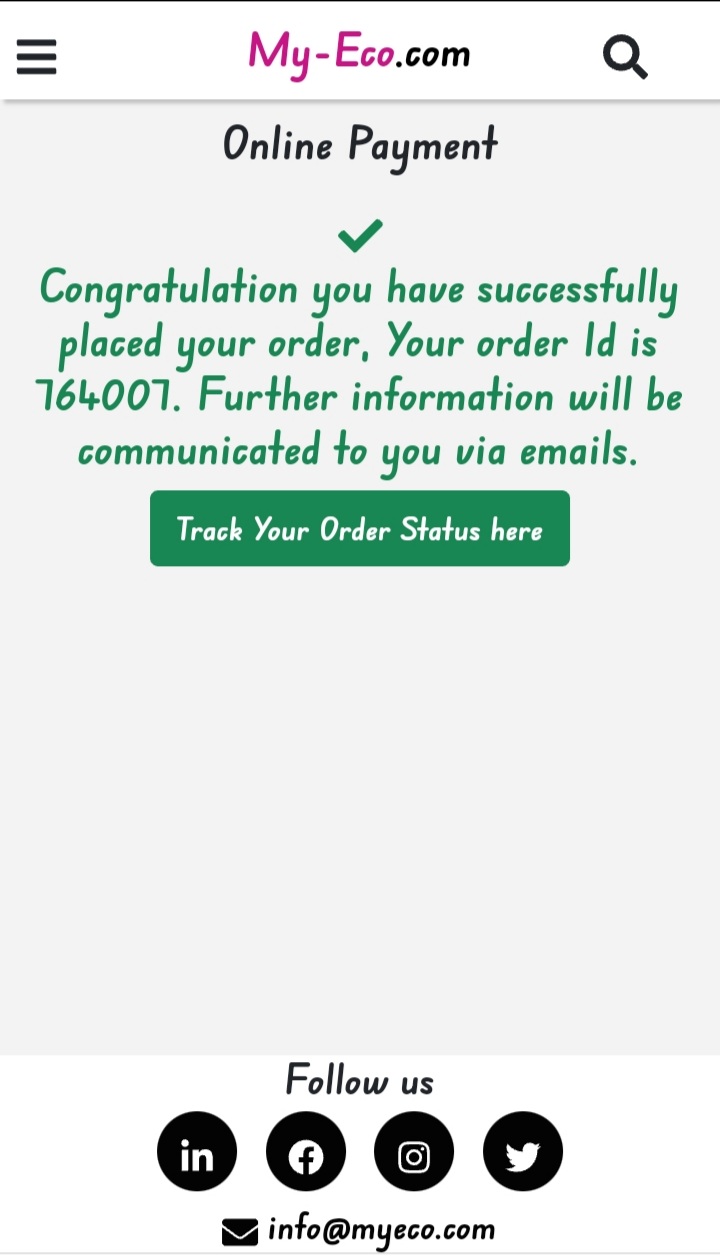 My-Eco.com
Online Payment
Congratulation you have successfully
placed your order, Your order Id is
764007. Further information will be
communicated to you via emails.
Track Your Order Status here
Follow us
info@myeco.com